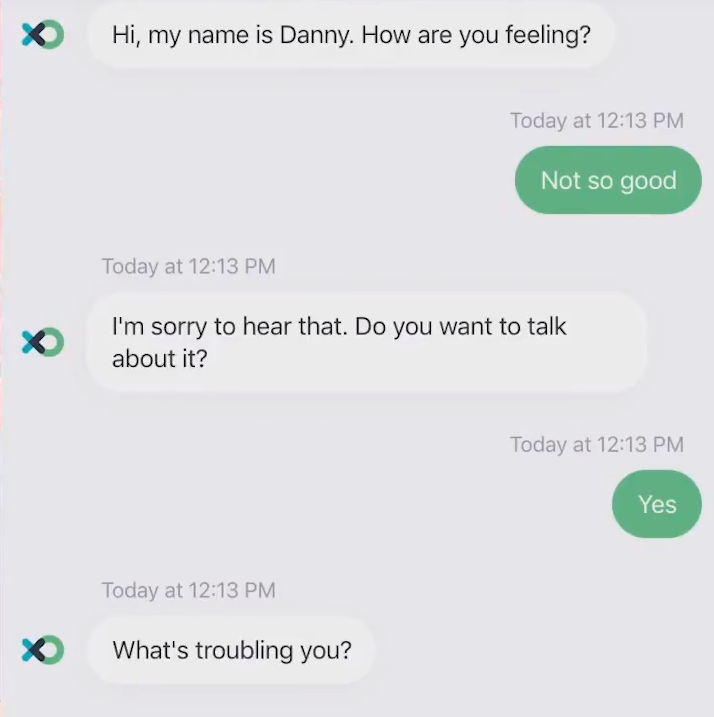 Hi, my name is Danny. How are you feeling?
Today at 12:13 PM
Not so good
Today at 12:13 PM
I'm sorry to hear that. Do you want to talk
about it?
Today at 12:13 PM
Yes
Today at 12:13 PM
What's troubling you?